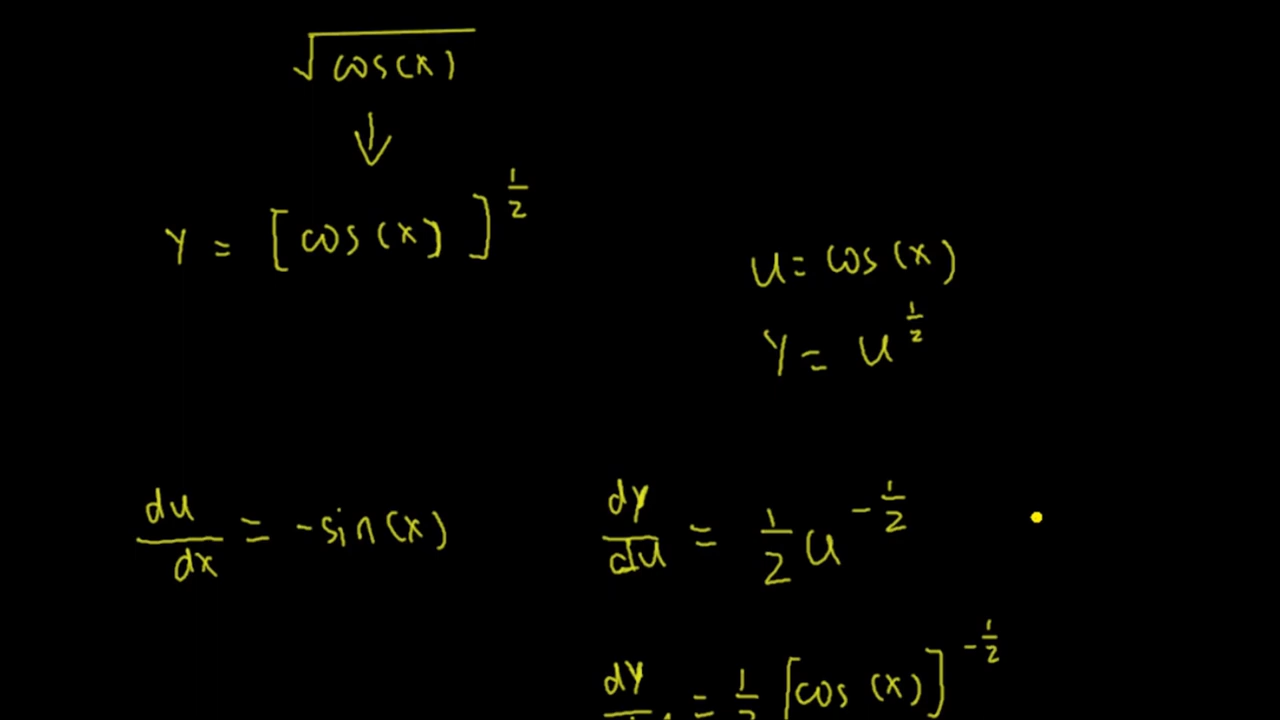 √cos(x)
↓
Y = [cos(x)]^{1/2}
u = cos(x)
Y = u^{1/2}
du/dx = -sin(x)
dY/du = 1/2 u^{-1/2}
dY = 1/2 [cos(x)]^{-1/2}